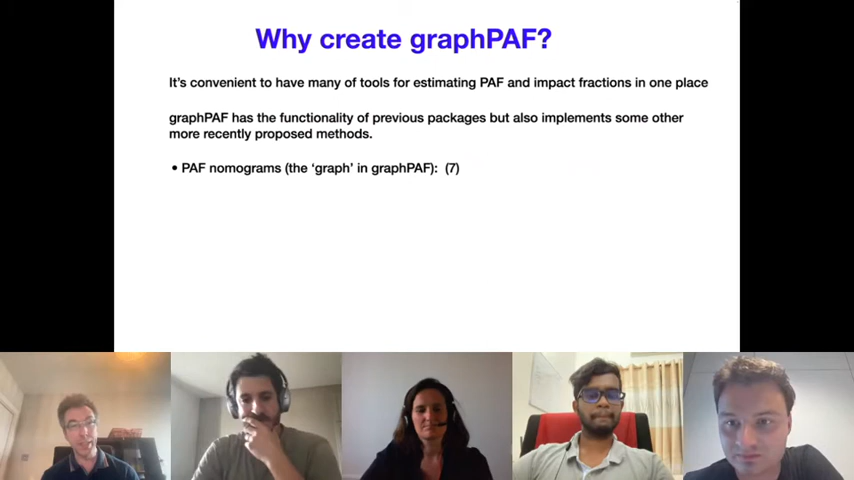 Why create graphPAF?
It's convenient to have many of tools for estimating PAF and impact fractions in one place
graphPAF has the functionality of previous packages but also implements some other
more recently proposed methods.
• PAF nomograms (the ‘graph’ in graphPAF): (7)